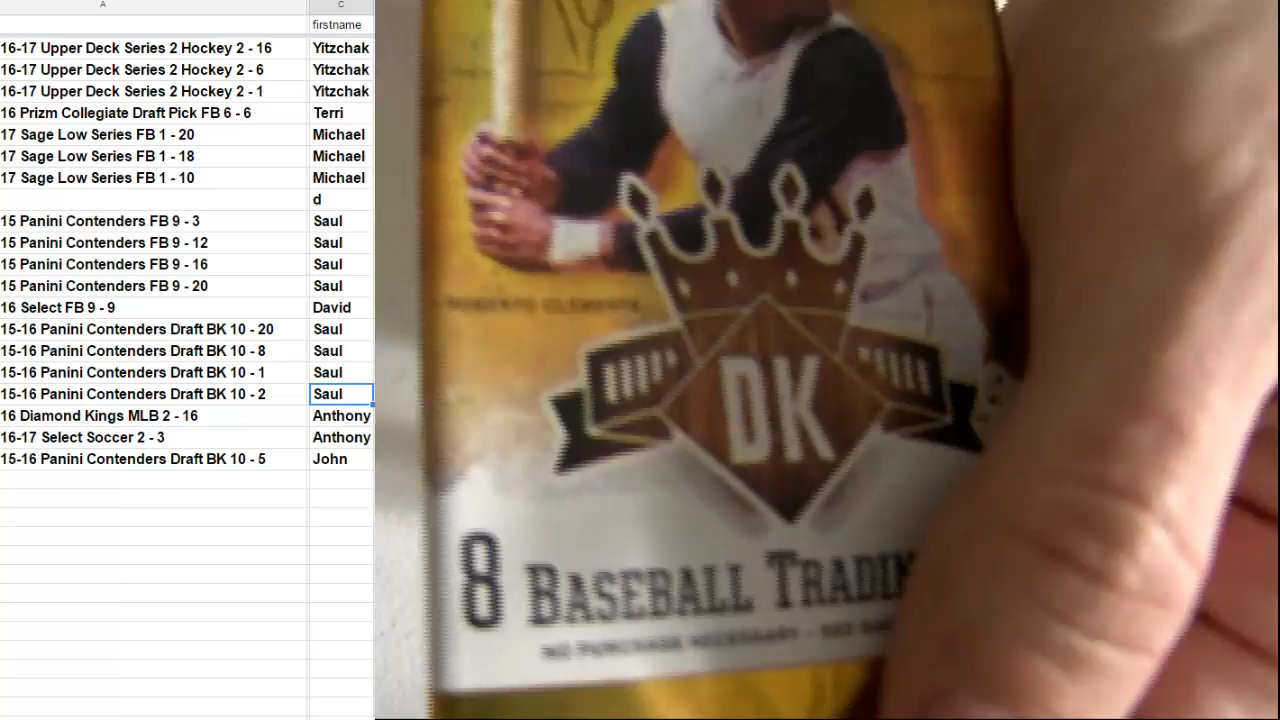 A
C
firstname
16-17 Upper Deck Series 2 Hockey 2 - 16 Yitzchak
16-17 Upper Deck Series 2 Hockey 2 - 6 Yitzchak
16-17 Upper Deck Series 2 Hockey 2 - 1 Yitzchak
16 Prizm Collegiate Draft Pick FB 6 - 6 Terri
17 Sage Low Series FB 1 - 20 Michael
17 Sage Low Series FB 1 - 18 Michael
17 Sage Low Series FB 1 - 10 Michael
d
15 Panini Contenders FB 9 - 3 Saul
15 Panini Contenders FB 9 - 12 Saul
15 Panini Contenders FB 9 - 16 Saul
15 Panini Contenders FB 9 - 20 Saul
16 Select FB 9 - 9 David
15-16 Panini Contenders Draft BK 10 - 20 Saul
15-16 Panini Contenders Draft BK 10 - 8 Saul
15-16 Panini Contenders Draft BK 10 - 1 Saul
15-16 Panini Contenders Draft BK 10 - 2 Saul
16 Diamond Kings MLB 2 - 16 Anthony
16-17 Select Soccer 2 - 3 Anthony
15-16 Panini Contenders Draft BK 10 - 5 John
ROBERTO CLEMENTE
DK
8 BASEBALL TRADIN
NO PURCHASE NECESSARY - SEE